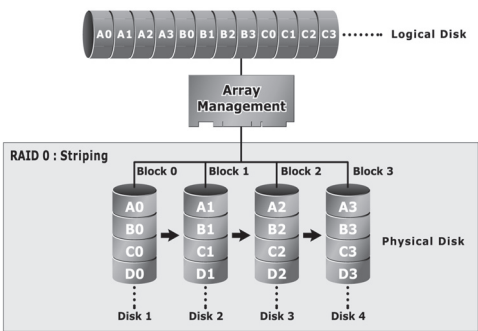 A0 A1 A2 A3 B0 B1 B2 B3 C0 C1 C2 C3 Logical Disk
Array
Management
RAID 0 : Striping
Block 0 Block 1 Block 2 Block 3
A0 A1 A2 A3
B0 B1 B2 B3
C0 C1 C2 C3
D0 D1 D2 D3
Physical Disk
Disk 1 Disk 2 Disk 3 Disk 4